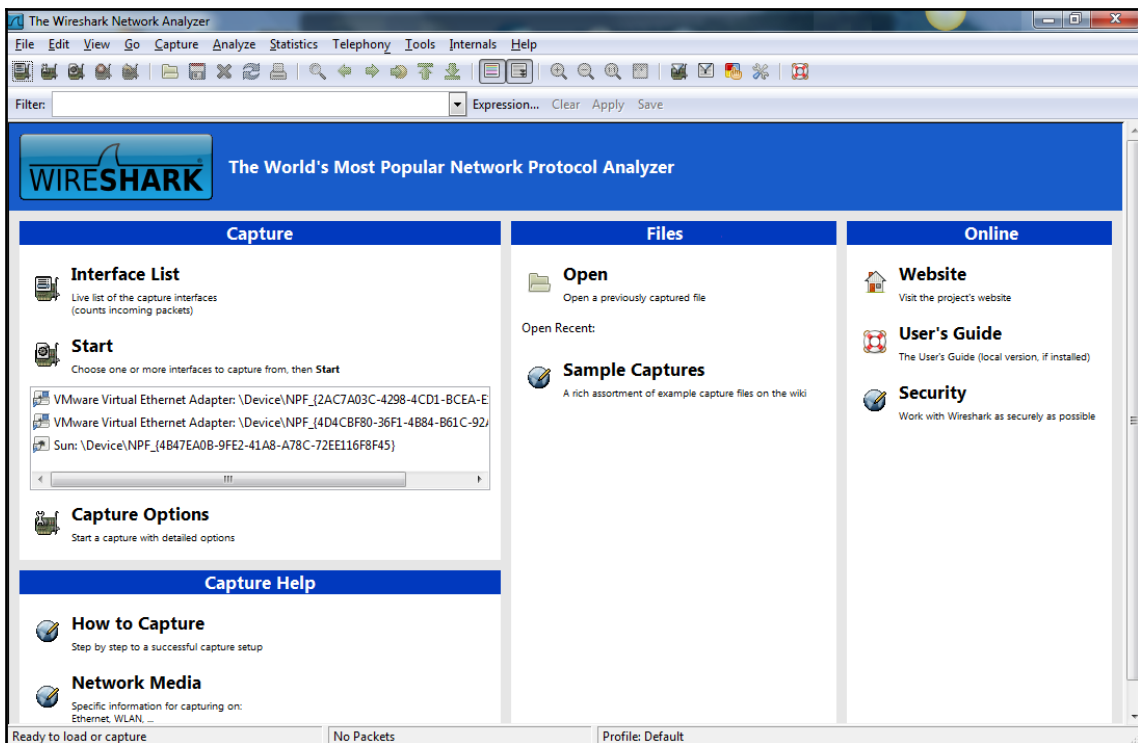 The Wireshark Network Analyzer
File Edit View Go Capture Analyze Statistics Telephony Tools Internals Help
Filter: Expression... Clear Apply Save
WIRESHARK
The World's Most Popular Network Protocol Analyzer
Capture
Interface List
Live list of the capture interfaces
(counts incoming packets)
Start
Choose one or more interfaces to capture from, then Start
VMware Virtual Ethernet Adapter: \Device\NPF_{2AC7A03C-4298-4CD1-BCEA-E
VMware Virtual Ethernet Adapter: \Device\NPF_{4D4CBF80-36F1-4B84-B61C-92
Sun: \Device\NPF_{4B47EA0B-9FE2-41A8-A78C-72EE116F8F45}
Capture Options
Start a capture with detailed options
Capture Help
How to Capture
Step by step to a successful capture setup
Network Media
Specific information for capturing on:
Ethernet, WLAN, ...
Files
Open
Open a previously captured file
Open Recent:
Sample Captures
A rich assortment of example capture files on the wiki
Online
Website
Visit the project's website
User's Guide
The User's Guide (local version, if installed)
Security
Work with Wireshark as securely as possible
Ready to load or capture
No Packets
Profile: Default